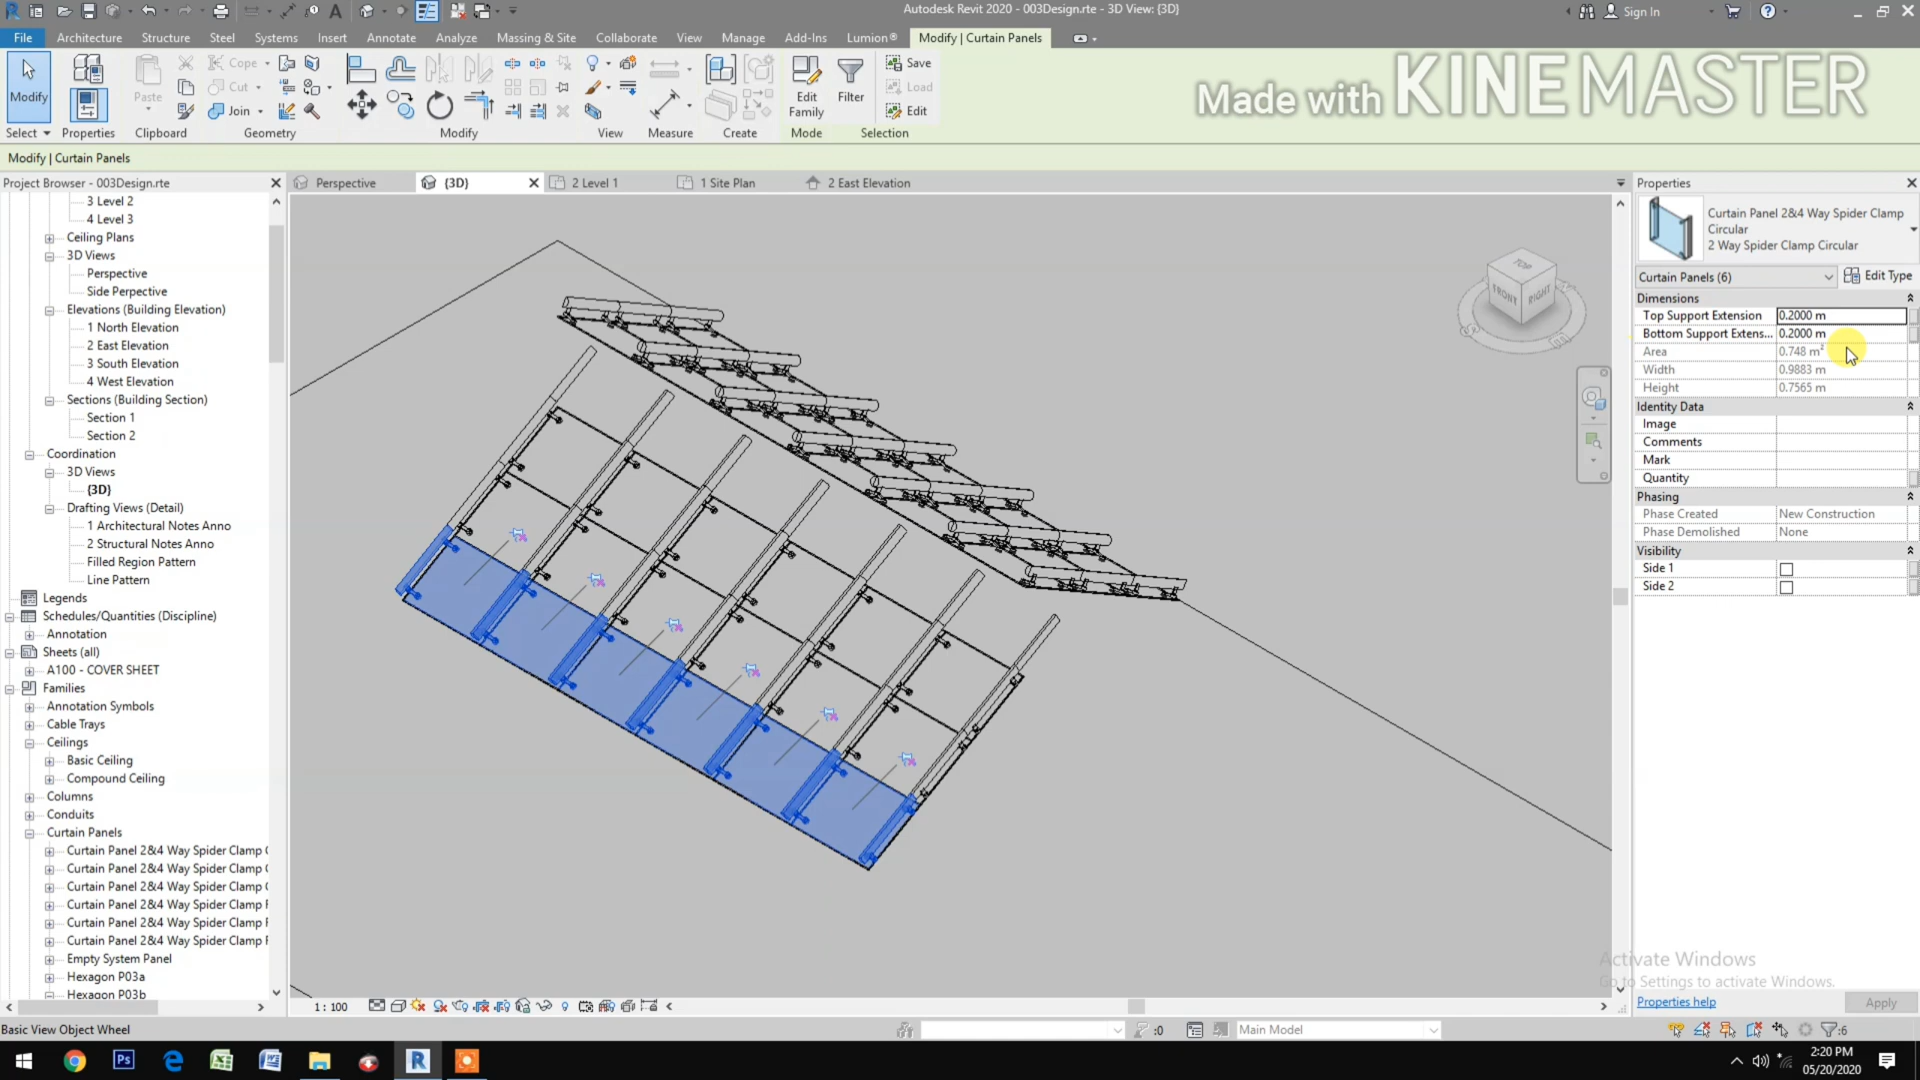 Autodesk Revit 2020 - 003Design.rte - 3D View: {3D}
Sign In
File Architecture Structure Steel Systems Insert Annotate Analyze Massing & Site Collaborate View Manage Add-Ins Lumion® Modify | Curtain Panels
Modify
Paste
Cope
Cut
Join
Edit Family
Filter
Save
Load
Edit
Made with KINEMASTER
Select Properties Clipboard Geometry Modify View Measure Create Mode Selection
Modify | Curtain Panels
Project Browser - 003Design.rte
Perspective
{3D}
2 Level 1
1 Site Plan
2 East Elevation
3 Level 2
4 Level 3
Ceiling Plans
3D Views
Perspective
Side Perpective
Elevations (Building Elevation)
1 North Elevation
2 East Elevation
3 South Elevation
4 West Elevation
Sections (Building Section)
Section 1
Section 2
Coordination
3D Views
{3D}
Drafting Views (Detail)
1 Architectural Notes Anno
2 Structural Notes Anno
Filled Region Pattern
Line Pattern
Legends
Schedules/Quantities (Discipline)
Annotation
Sheets (all)
A100 - COVER SHEET
Families
Annotation Symbols
Cable Trays
Ceilings
Basic Ceiling
Compound Ceiling
Columns
Conduits
Curtain Panels
Curtain Panel 2&4 Way Spider Clamp
Curtain Panel 2&4 Way Spider Clamp
Curtain Panel 2&4 Way Spider Clamp
Curtain Panel 2&4 Way Spider Clamp
Curtain Panel 2&4 Way Spider Clamp
Curtain Panel 2&4 Way Spider Clamp
Empty System Panel
Hexagon P03a
Hexagon P03b
TOP
FRONT
RIGHT
S
Properties
Curtain Panel 2&4 Way Spider Clamp
Circular
2 Way Spider Clamp Circular
Curtain Panels (6) Edit Type
Dimensions
Top Support Extension 0.2000 m
Bottom Support Extens... 0.2000 m
Area 0.748 m²
Width 0.9883 m
Height 0.7565 m
Identity Data
Image
Comments
Mark
Quantity
Phasing
Phase Created New Construction
Phase Demolished None
Visibility
Side 1
Side 2
Activate Windows
Go to Settings to activate Windows.
Properties help Apply
1 : 100
Basic View Object Wheel
:0
Main Model
:6
2:20 PM
05/20/2020